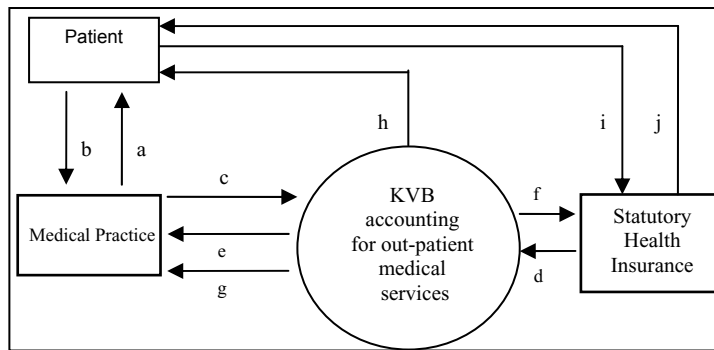 Patient
h
i
j
b
a
c
KVB
accounting
for out-patient
medical
services
f
Statutory
Health
Insurance
Medical Practice
e
d
g